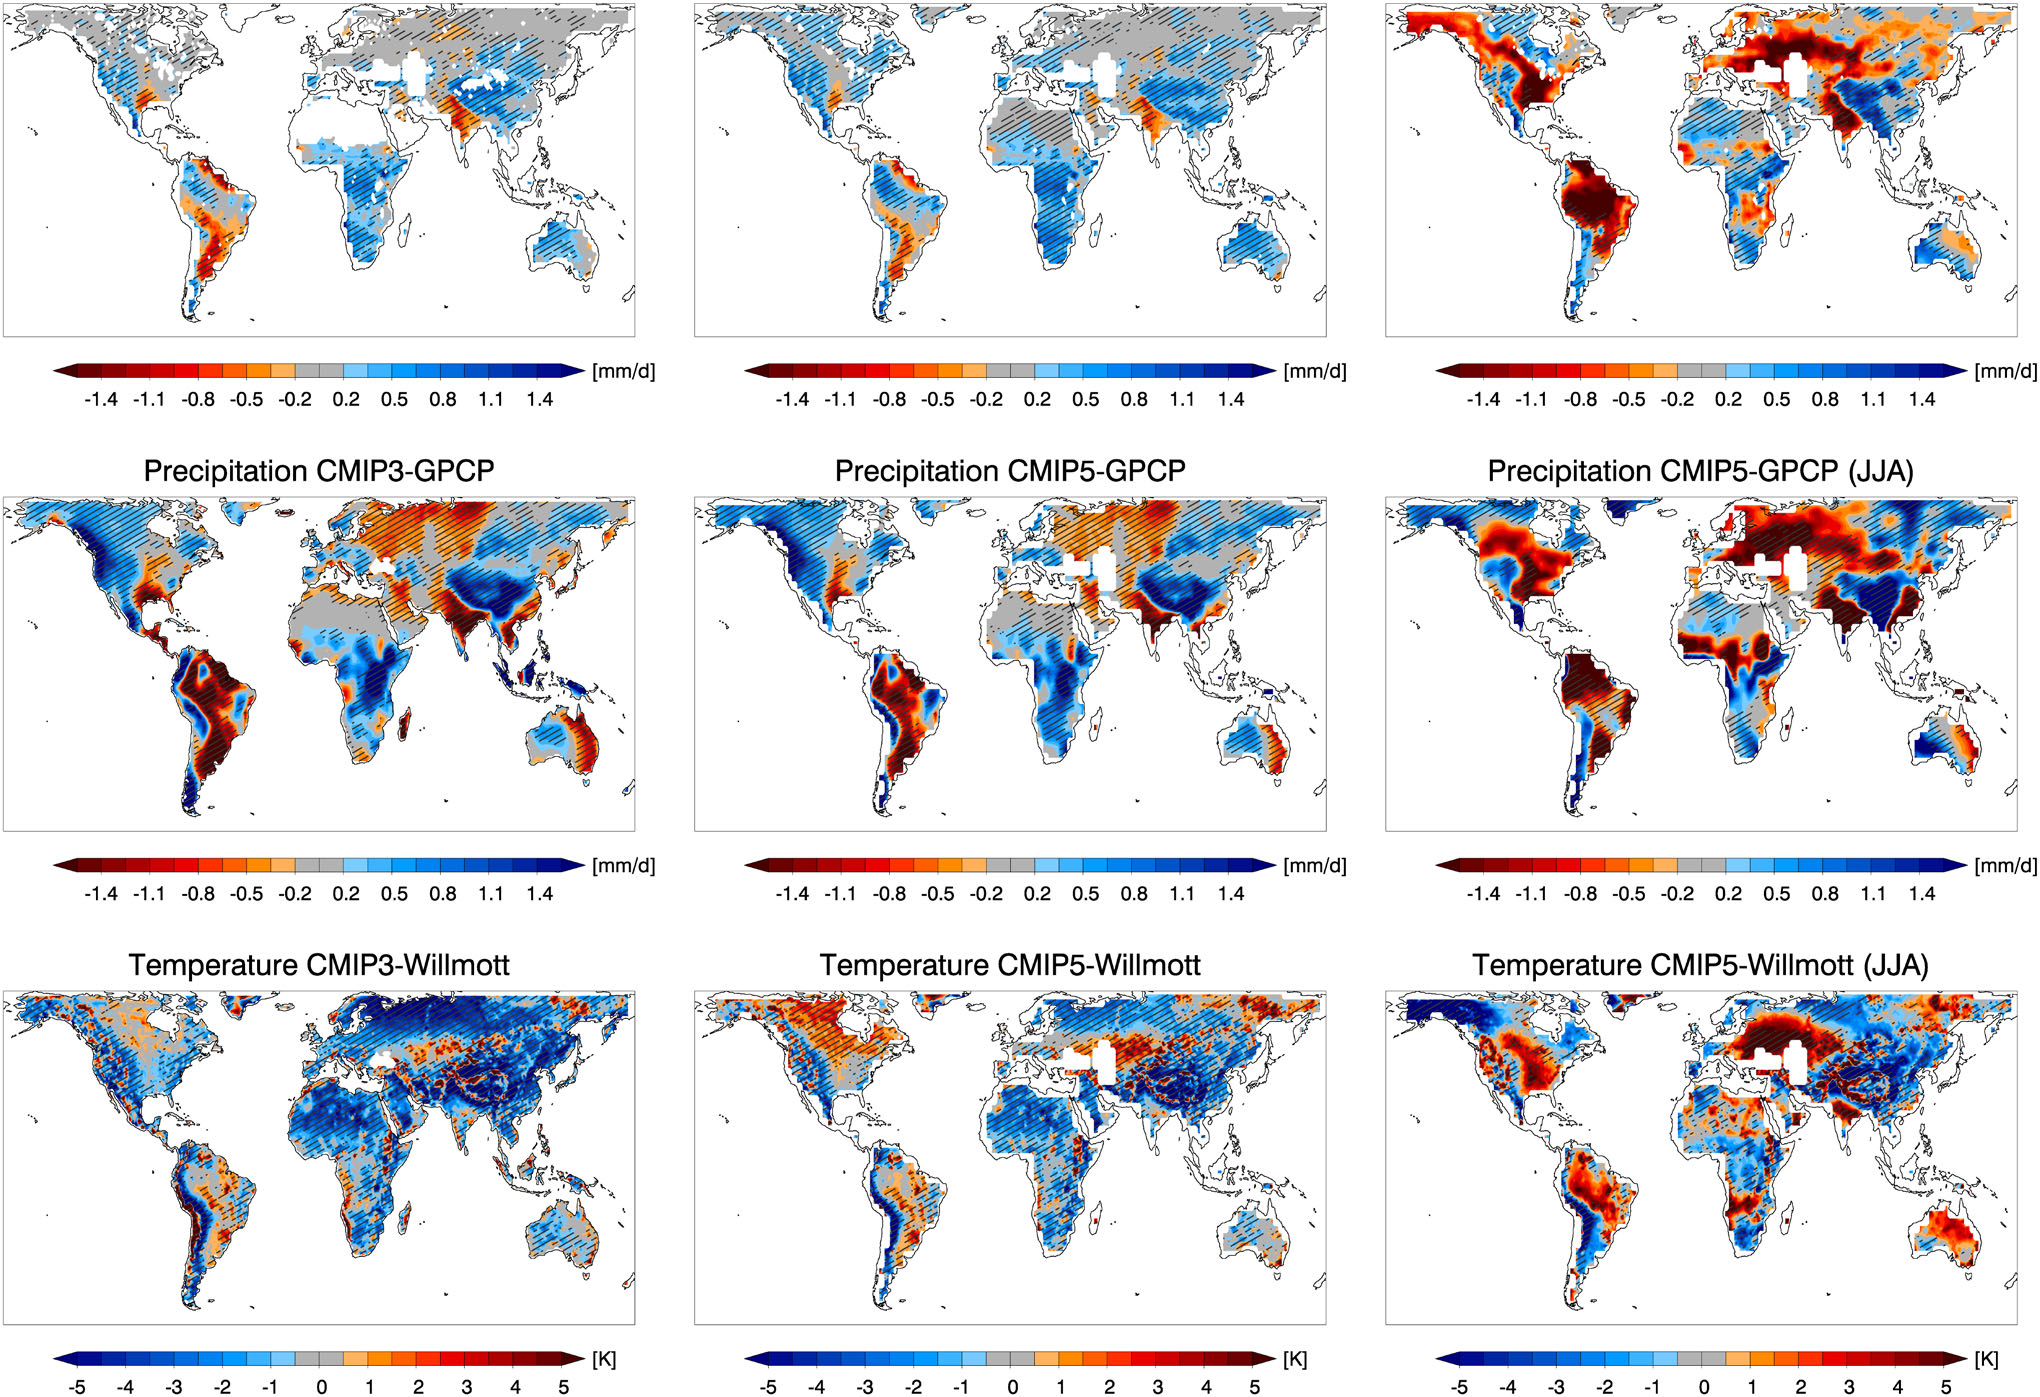 [mm/d] [mm/d] [mm/d]
-1.4 -1.1 -0.8 -0.5 -0.2 0.2 0.5 0.8 1.1 1.4 -1.4 -1.1 -0.8 -0.5 -0.2 0.2 0.5 0.8 1.1 1.4 -1.4 -1.1 -0.8 -0.5 -0.2 0.2 0.5 0.8 1.1 1.4
Precipitation CMIP3-GPCP Precipitation CMIP5-GPCP Precipitation CMIP5-GPCP (JJA)
[mm/d] [mm/d] [mm/d]
-1.4 -1.1 -0.8 -0.5 -0.2 0.2 0.5 0.8 1.1 1.4 -1.4 -1.1 -0.8 -0.5 -0.2 0.2 0.5 0.8 1.1 1.4 -1.4 -1.1 -0.8 -0.5 -0.2 0.2 0.5 0.8 1.1 1.4
Temperature CMIP3-Willmott Temperature CMIP5-Willmott Temperature CMIP5-Willmott (JJA)
[K] [K] [K]
-5 -4 -3 -2 -1 0 1 2 3 4 5 -5 -4 -3 -2 -1 0 1 2 3 4 5 -5 -4 -3 -2 -1 0 1 2 3 4 5